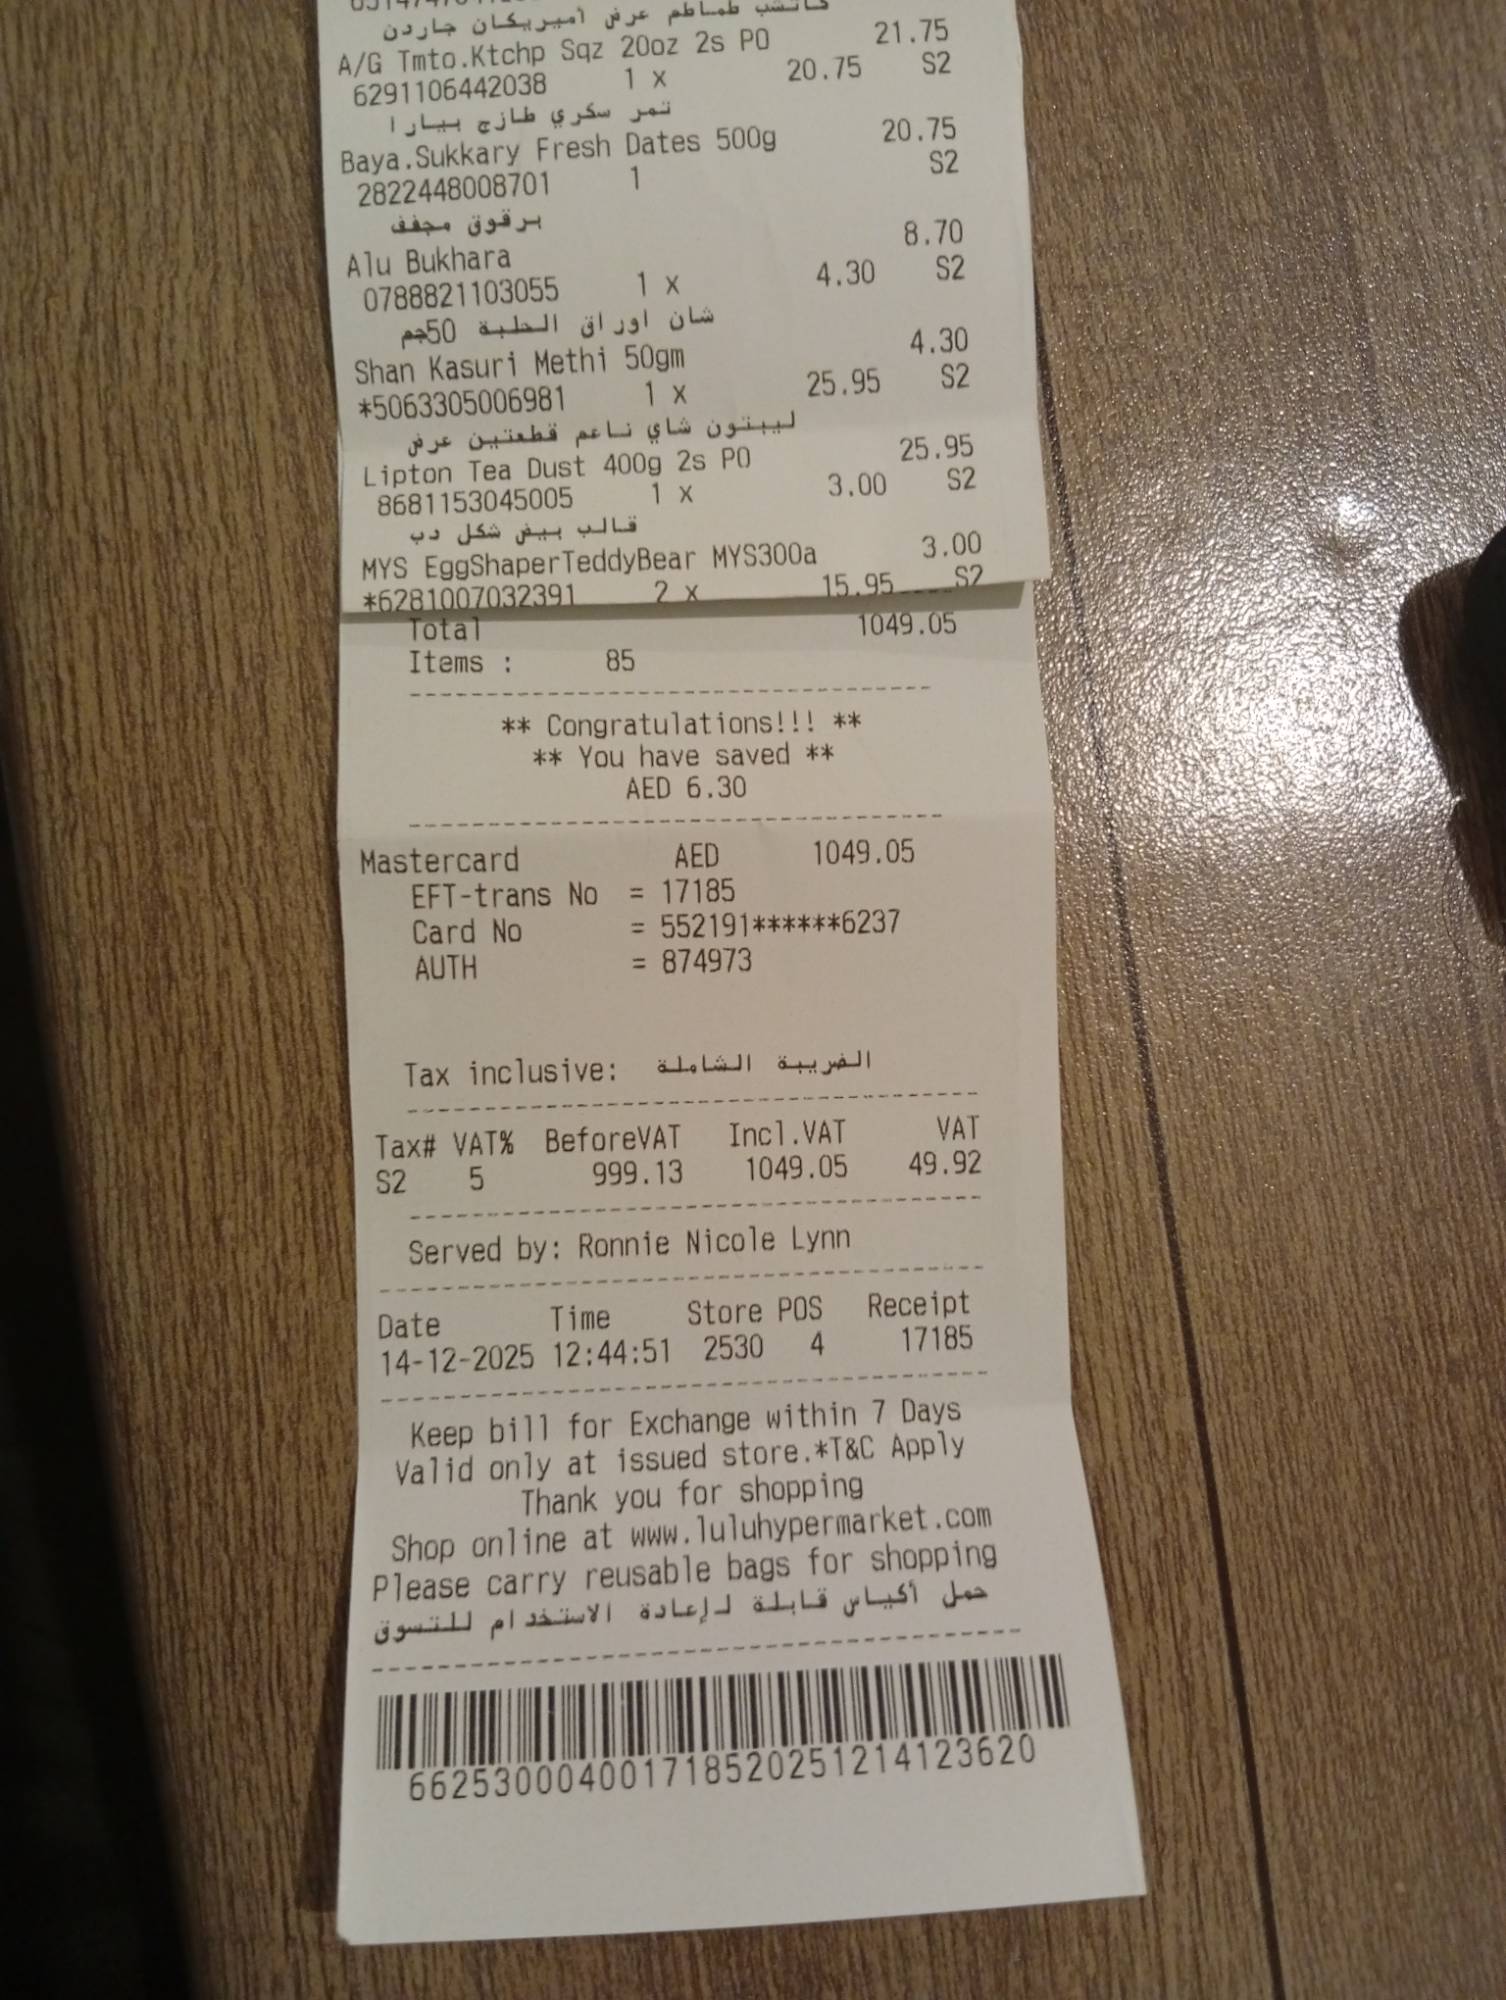 كاتشب طماطم عرض أميريكان جاردن
A/G Tmto.Ktchp Sqz 20oz 2s PO 21.75
6291106442038 1 x 20.75 S2
تمر سكري طازج بيارا
Baya.Sukkary Fresh Dates 500g 20.75
2822448008701 1 S2
برقوق مجفف
Alu Bukhara 8.70
0788821103055 1 x 4.30 S2
شان اوراق الحلبة 50جم
Shan Kasuri Methi 50gm 4.30
*5063305006981 1 x 25.95 S2
ليبتون شاي ناعم قطعتين عرض
Lipton Tea Dust 400g 2s PO 25.95
8681153045005 1 x 3.00 S2
قالب بيض شكل دب
MYS EggShaperTeddyBear MYS300a 3.00
*6281007032391 2 x 15.95 S2
Total 1049.05
Items : 85
** Congratulations!!! **
** You have saved **
AED 6.30
Mastercard AED 1049.05
EFT-trans No = 17185
Card No = 552191******6237
AUTH = 874973
Tax inclusive: الضريبة الشاملة
Tax# VAT% BeforeVAT Incl.VAT VAT
S2 5 999.13 1049.05 49.92
Served by: Ronnie Nicole Lynn
Date Time Store POS Receipt
14-12-2025 12:44:51 2530 4 17185
Keep bill for Exchange within 7 Days
Valid only at issued store.*T&C Apply
Thank you for shopping
Shop online at www.luluhypermarket.com
Please carry reusable bags for shopping
حمل أكياس قابلة لإعادة الاستخدام للتسوق
662530004001718520251214123620